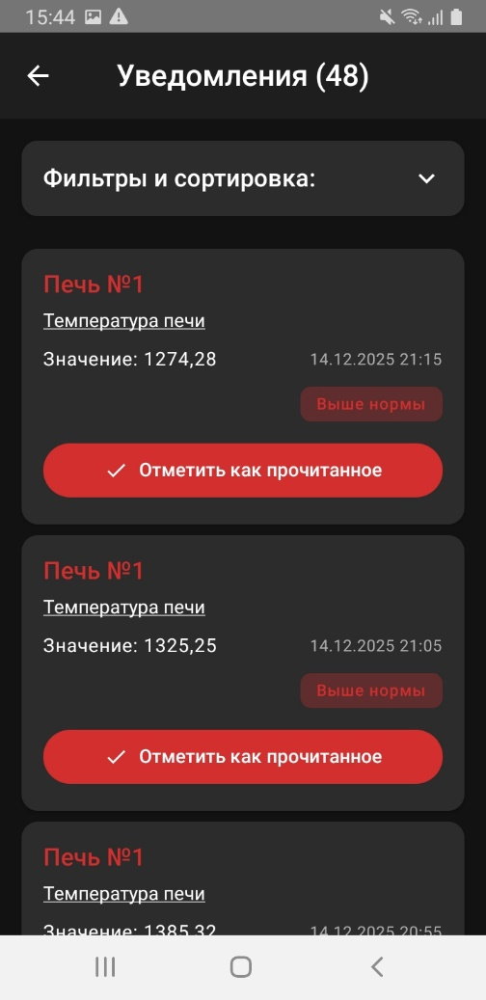 15:44
Уведомления (48)
Фильтры и сортировка:
Печь №1
Температура печи
Значение: 1274,28 14.12.2025 21:15
Выше нормы
Отметить как прочитанное
Печь №1
Температура печи
Значение: 1325,25 14.12.2025 21:05
Выше нормы
Отметить как прочитанное
Печь №1
Температура печи
Значение: 1385,32 14.12.2025 20:55